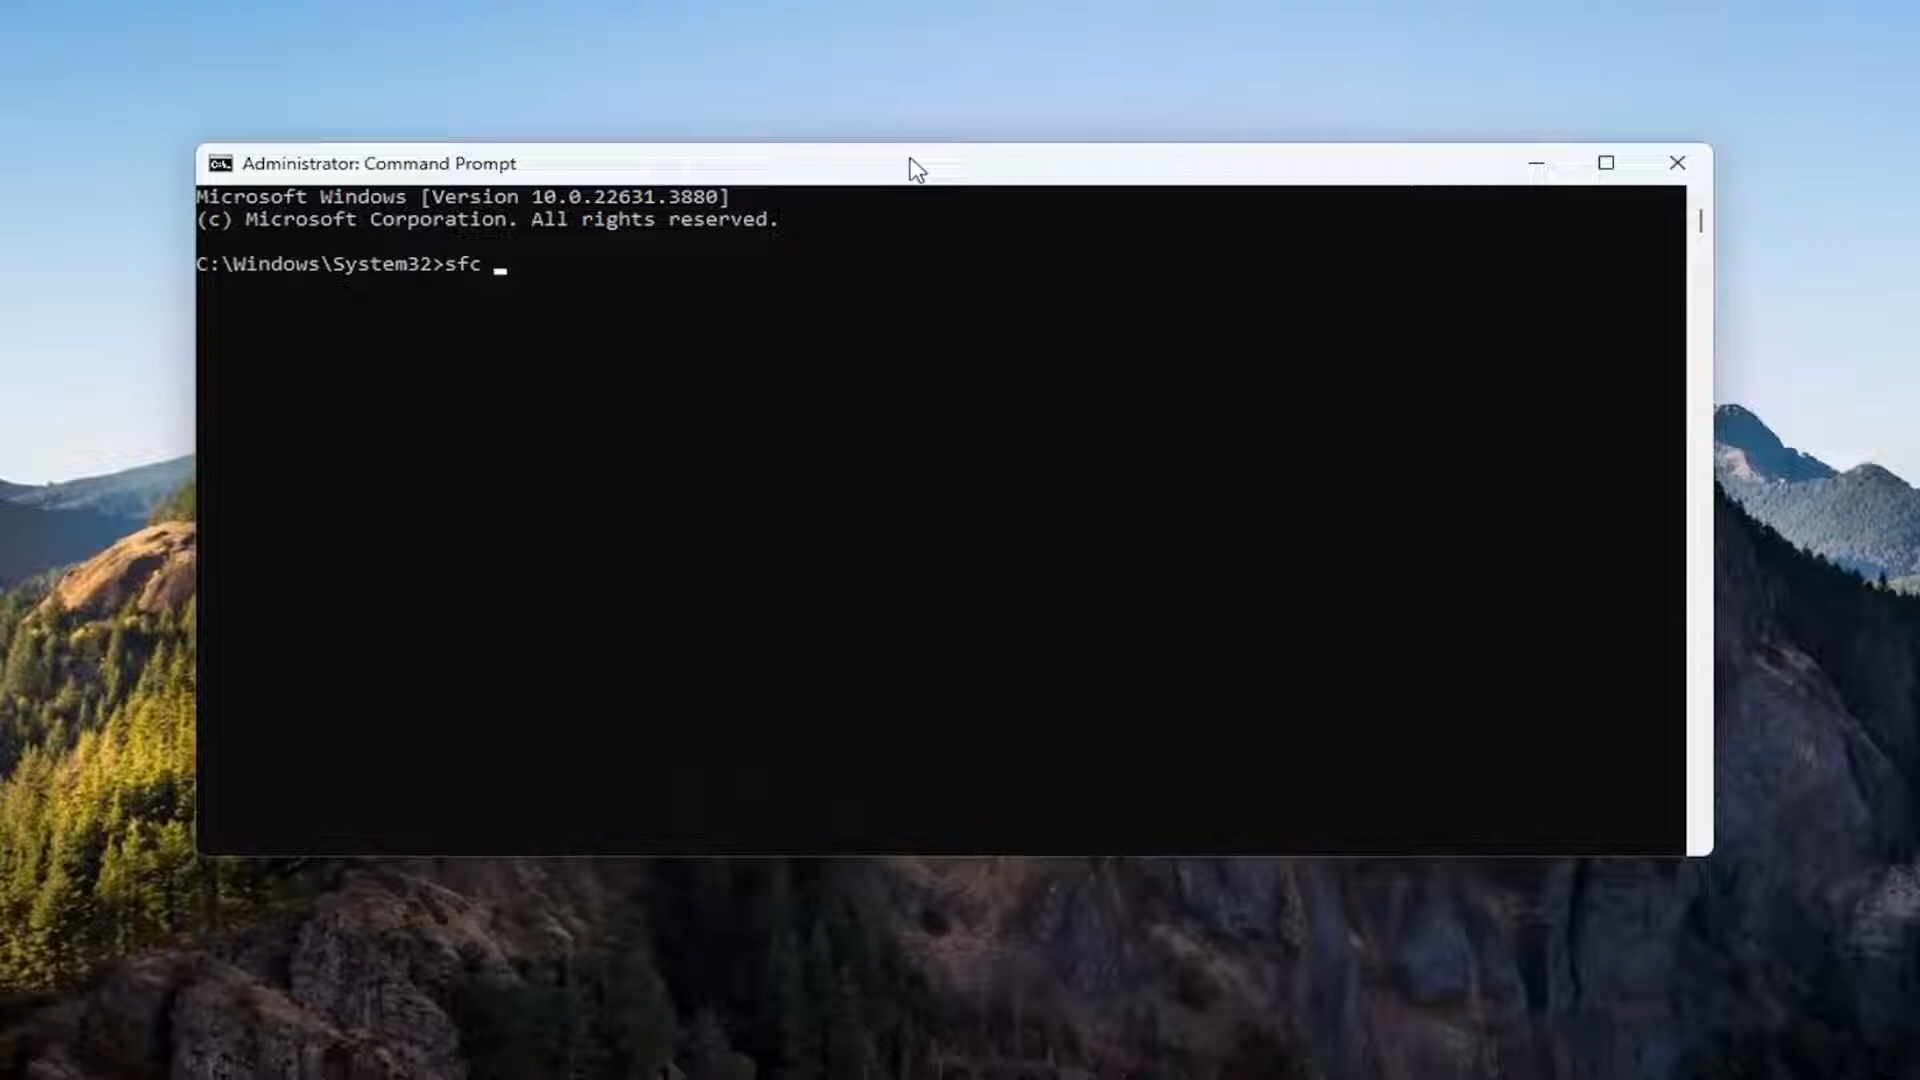 Administrator: Command Prompt
Microsoft Windows [Version 10.0.22631.3880]
(c) Microsoft Corporation. All rights reserved.
C:\Windows\System32>sfc